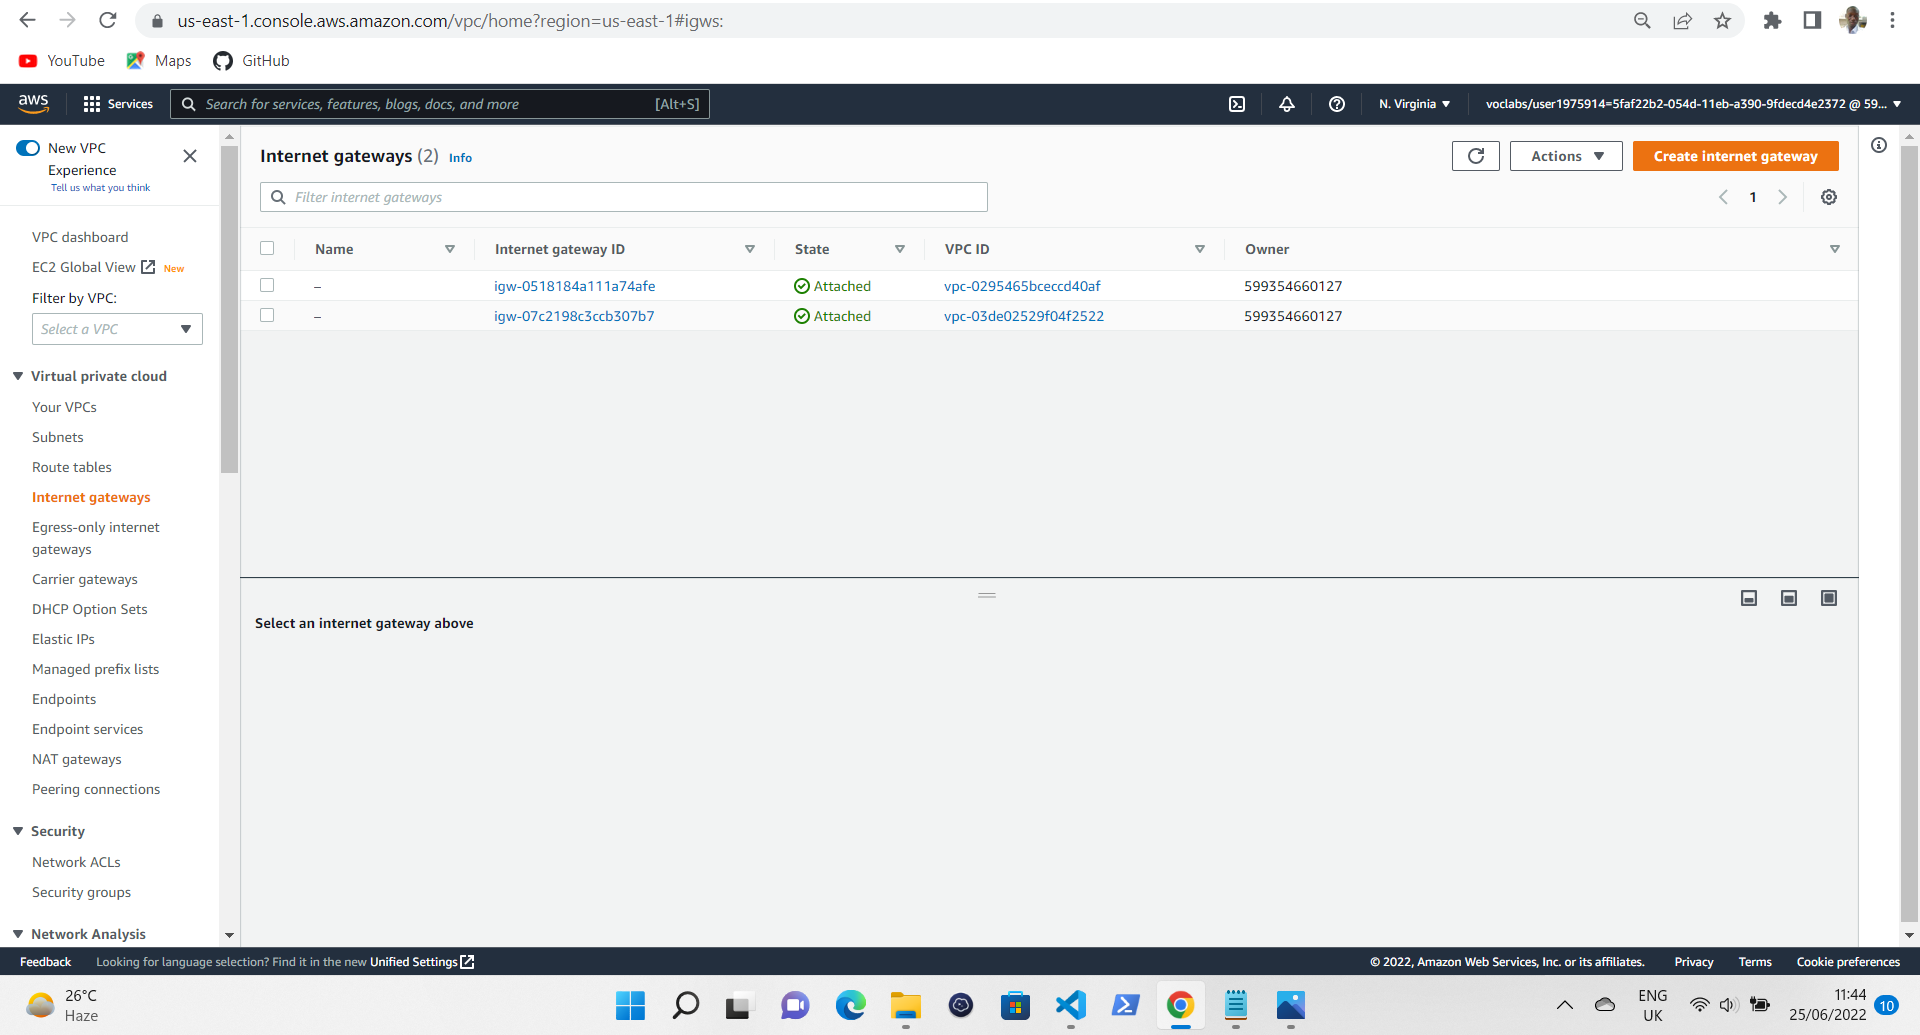 us-east-1.console.aws.amazon.com/vpc/home?region=us-east-1#igws:
YouTube Maps GitHub
aws Services Search for services, features, blogs, docs, and more [Alt+S] N. Virginia voclabs/user1975914=5faf22b2-054d-11eb-a390-9fdecd4e2372 @ 59...
New VPC
Experience
Tell us what you think
VPC dashboard
EC2 Global View New
Filter by VPC:
Select a VPC
Virtual private cloud
Your VPCs
Subnets
Route tables
Internet gateways
Egress-only internet
gateways
Carrier gateways
DHCP Option Sets
Elastic IPs
Managed prefix lists
Endpoints
Endpoint services
NAT gateways
Peering connections
Security
Network ACLs
Security groups
Network Analysis
Internet gateways (2) Info
Actions Create internet gateway
Filter internet gateways
1
Name Internet gateway ID State VPC ID Owner
– igw-0518184a111a74afe Attached vpc-0295465bceccd40af 599354660127
– igw-07c2198c3ccb307b7 Attached vpc-03de02529f04f2522 599354660127
Select an internet gateway above
Feedback Looking for language selection? Find it in the new Unified Settings © 2022, Amazon Web Services, Inc. or its affiliates. Privacy Terms Cookie preferences
26°C
Haze
ENG
UK
11:44
25/06/2022
10